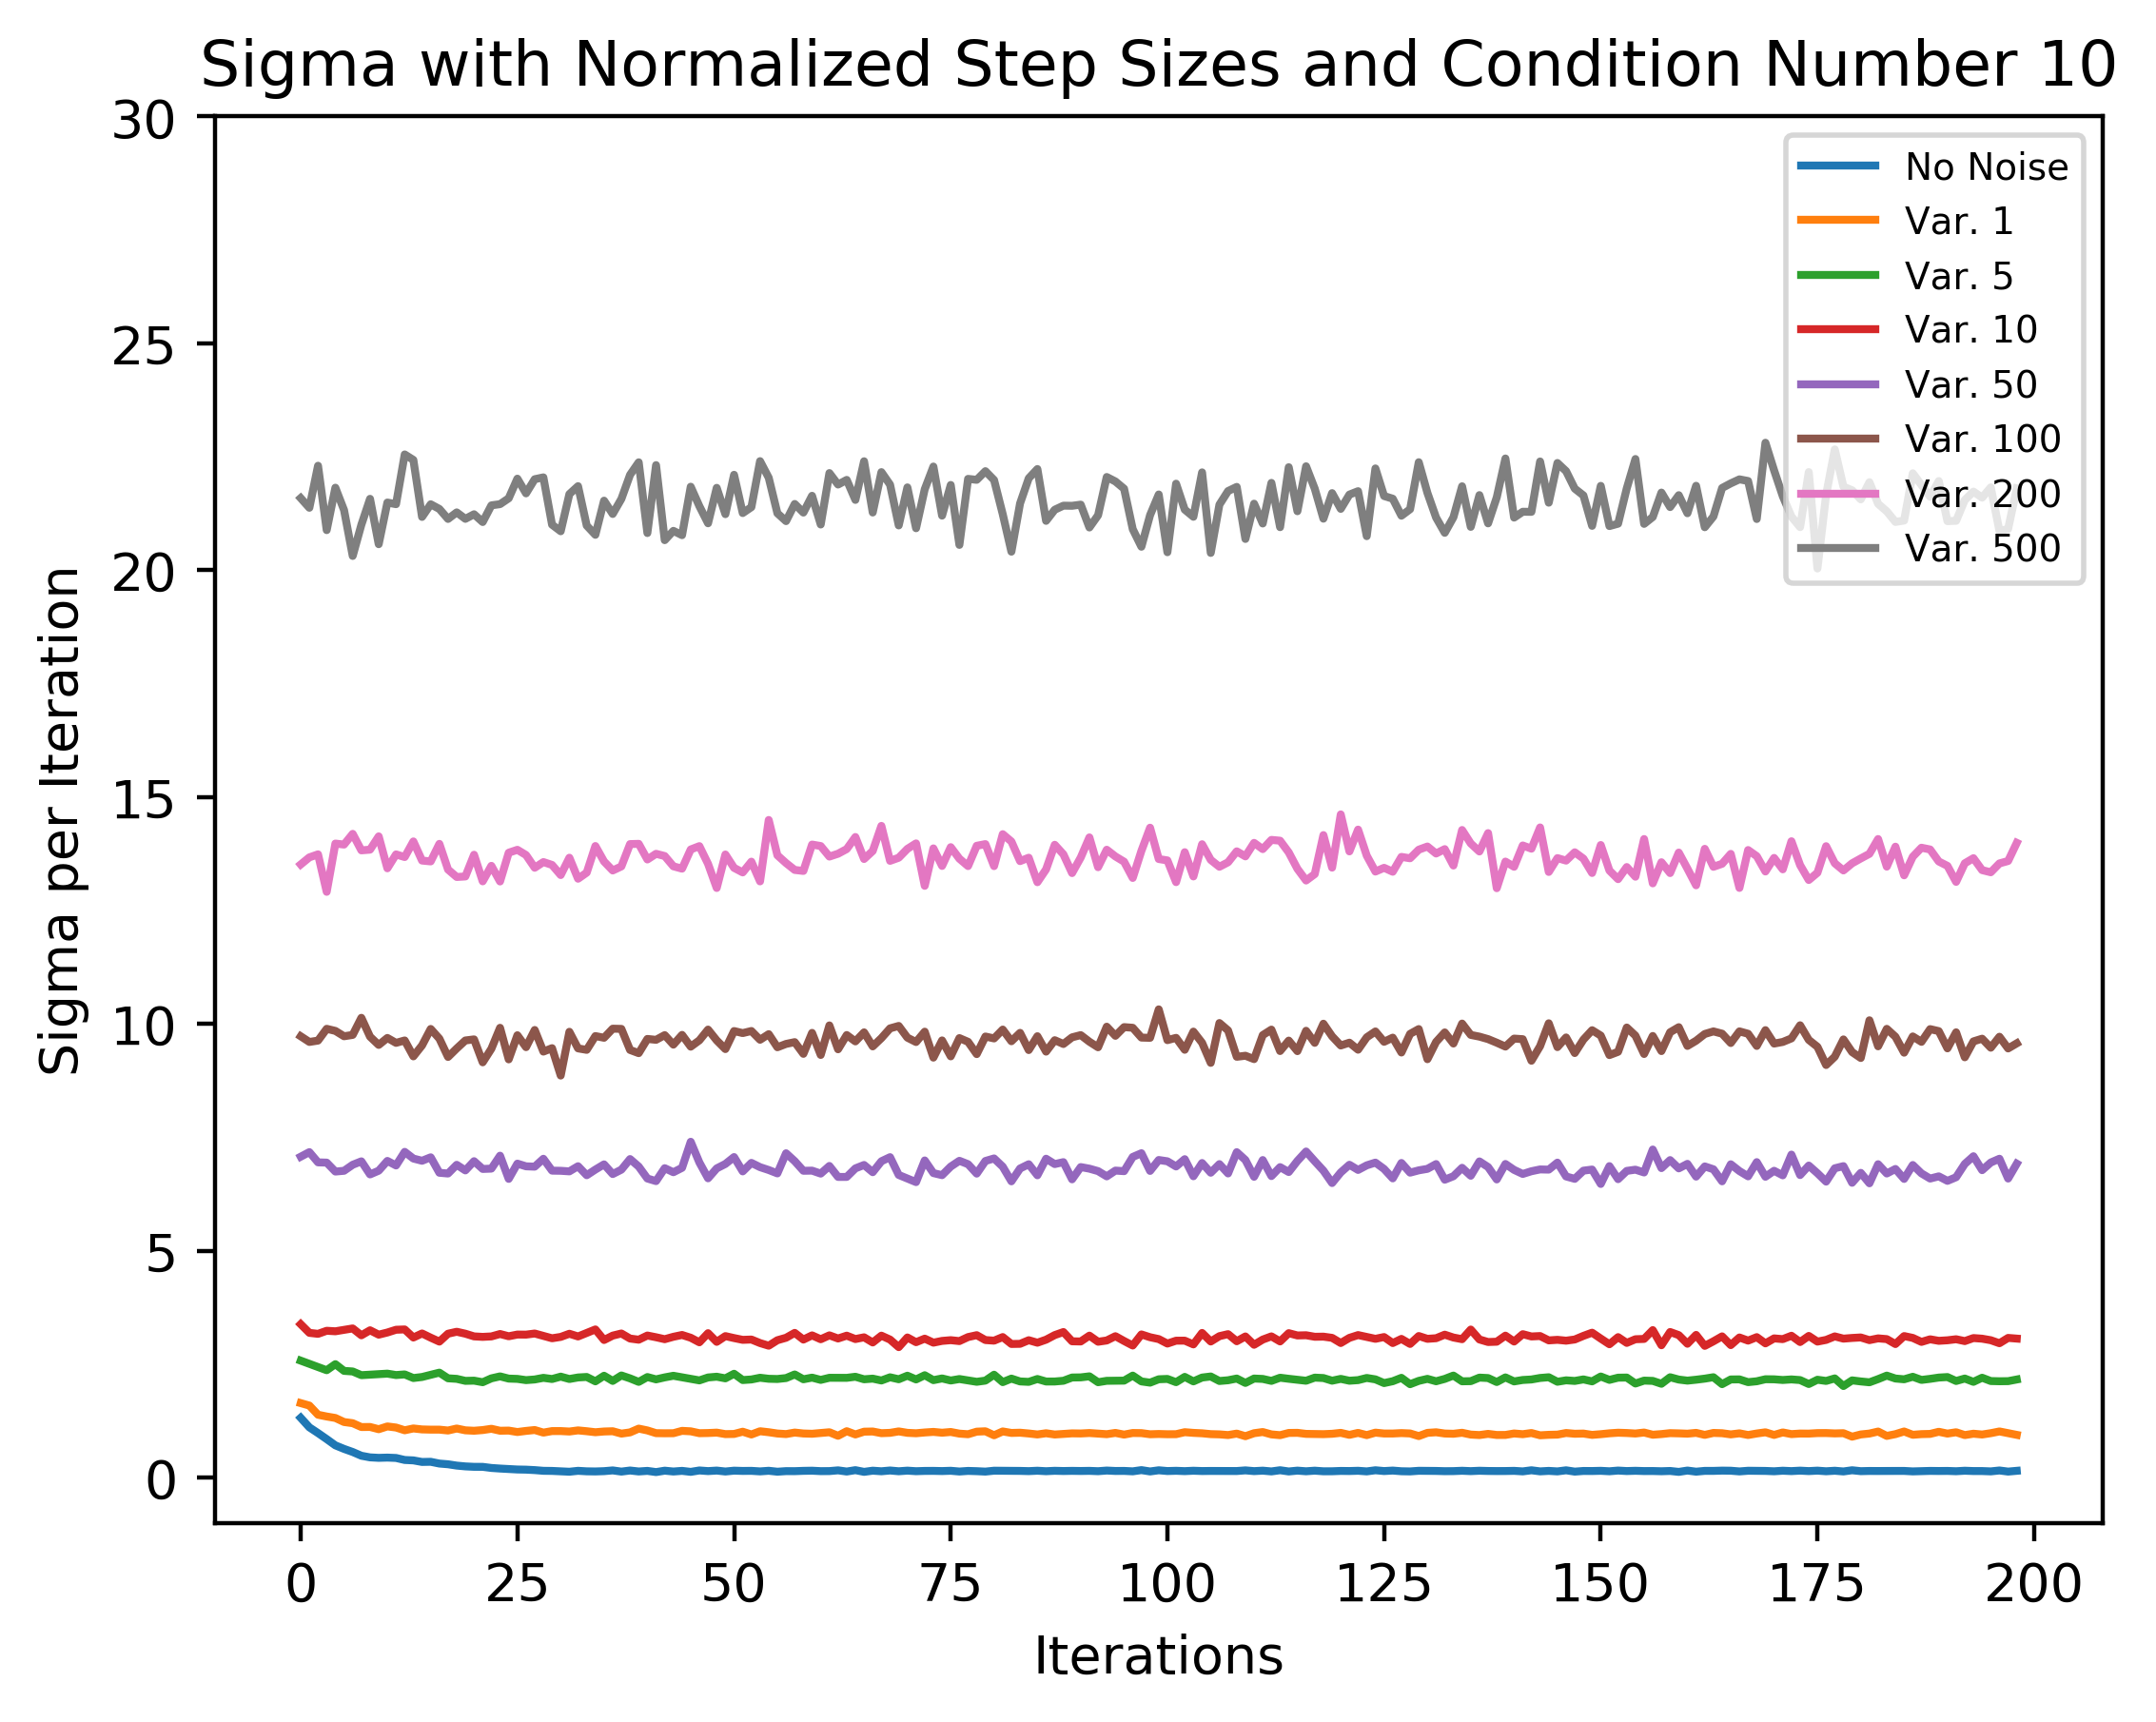 Sigma with Normalized Step Sizes and Condition Number 10
30
25
20
15
10
5
0
Sigma per Iteration
No Noise
Var. 1
Var. 5
Var. 10
Var. 50
Var. 100
Var. 200
Var. 500
0 25 50 75 100 125 150 175 200
Iterations